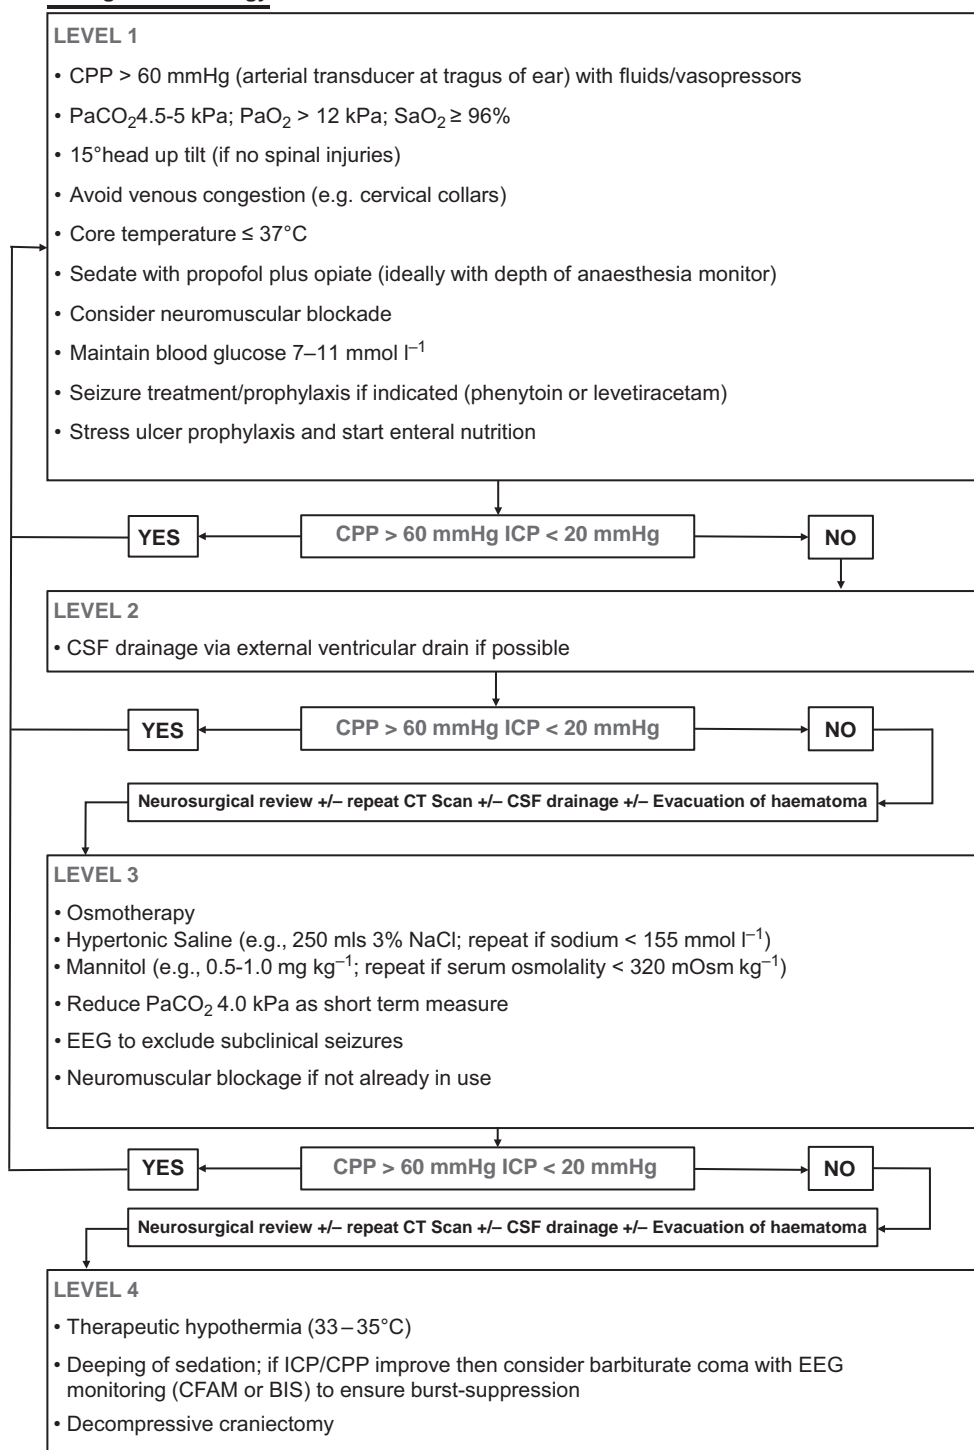 LEVEL 1
• CPP > 60 mmHg (arterial transducer at tragus of ear) with fluids/vasopressors
• PaCO₂4.5-5 kPa; PaO₂ > 12 kPa; SaO₂ ≥ 96%
• 15°head up tilt (if no spinal injuries)
• Avoid venous congestion (e.g. cervical collars)
• Core temperature ≤ 37°C
• Sedate with propofol plus opiate (ideally with depth of anaesthesia monitor)
• Consider neuromuscular blockade
• Maintain blood glucose 7–11 mmol l⁻¹
• Seizure treatment/prophylaxis if indicated (phenytoin or levetiracetam)
• Stress ulcer prophylaxis and start enteral nutrition
YES
CPP > 60 mmHg ICP < 20 mmHg
NO
LEVEL 2
• CSF drainage via external ventricular drain if possible
YES
CPP > 60 mmHg ICP < 20 mmHg
NO
Neurosurgical review +/– repeat CT Scan +/– CSF drainage +/– Evacuation of haematoma
LEVEL 3
• Osmotherapy
• Hypertonic Saline (e.g., 250 mls 3% NaCl; repeat if sodium < 155 mmol l⁻¹)
• Mannitol (e.g., 0.5-1.0 mg kg⁻¹; repeat if serum osmolality < 320 mOsm kg⁻¹)
• Reduce PaCO₂ 4.0 kPa as short term measure
• EEG to exclude subclinical seizures
• Neuromuscular blockage if not already in use
YES
CPP > 60 mmHg ICP < 20 mmHg
NO
Neurosurgical review +/– repeat CT Scan +/– CSF drainage +/– Evacuation of haematoma
LEVEL 4
• Therapeutic hypothermia (33–35°C)
• Deeping of sedation; if ICP/CPP improve then consider barbiturate coma with EEG
monitoring (CFAM or BIS) to ensure burst-suppression
• Decompressive craniectomy